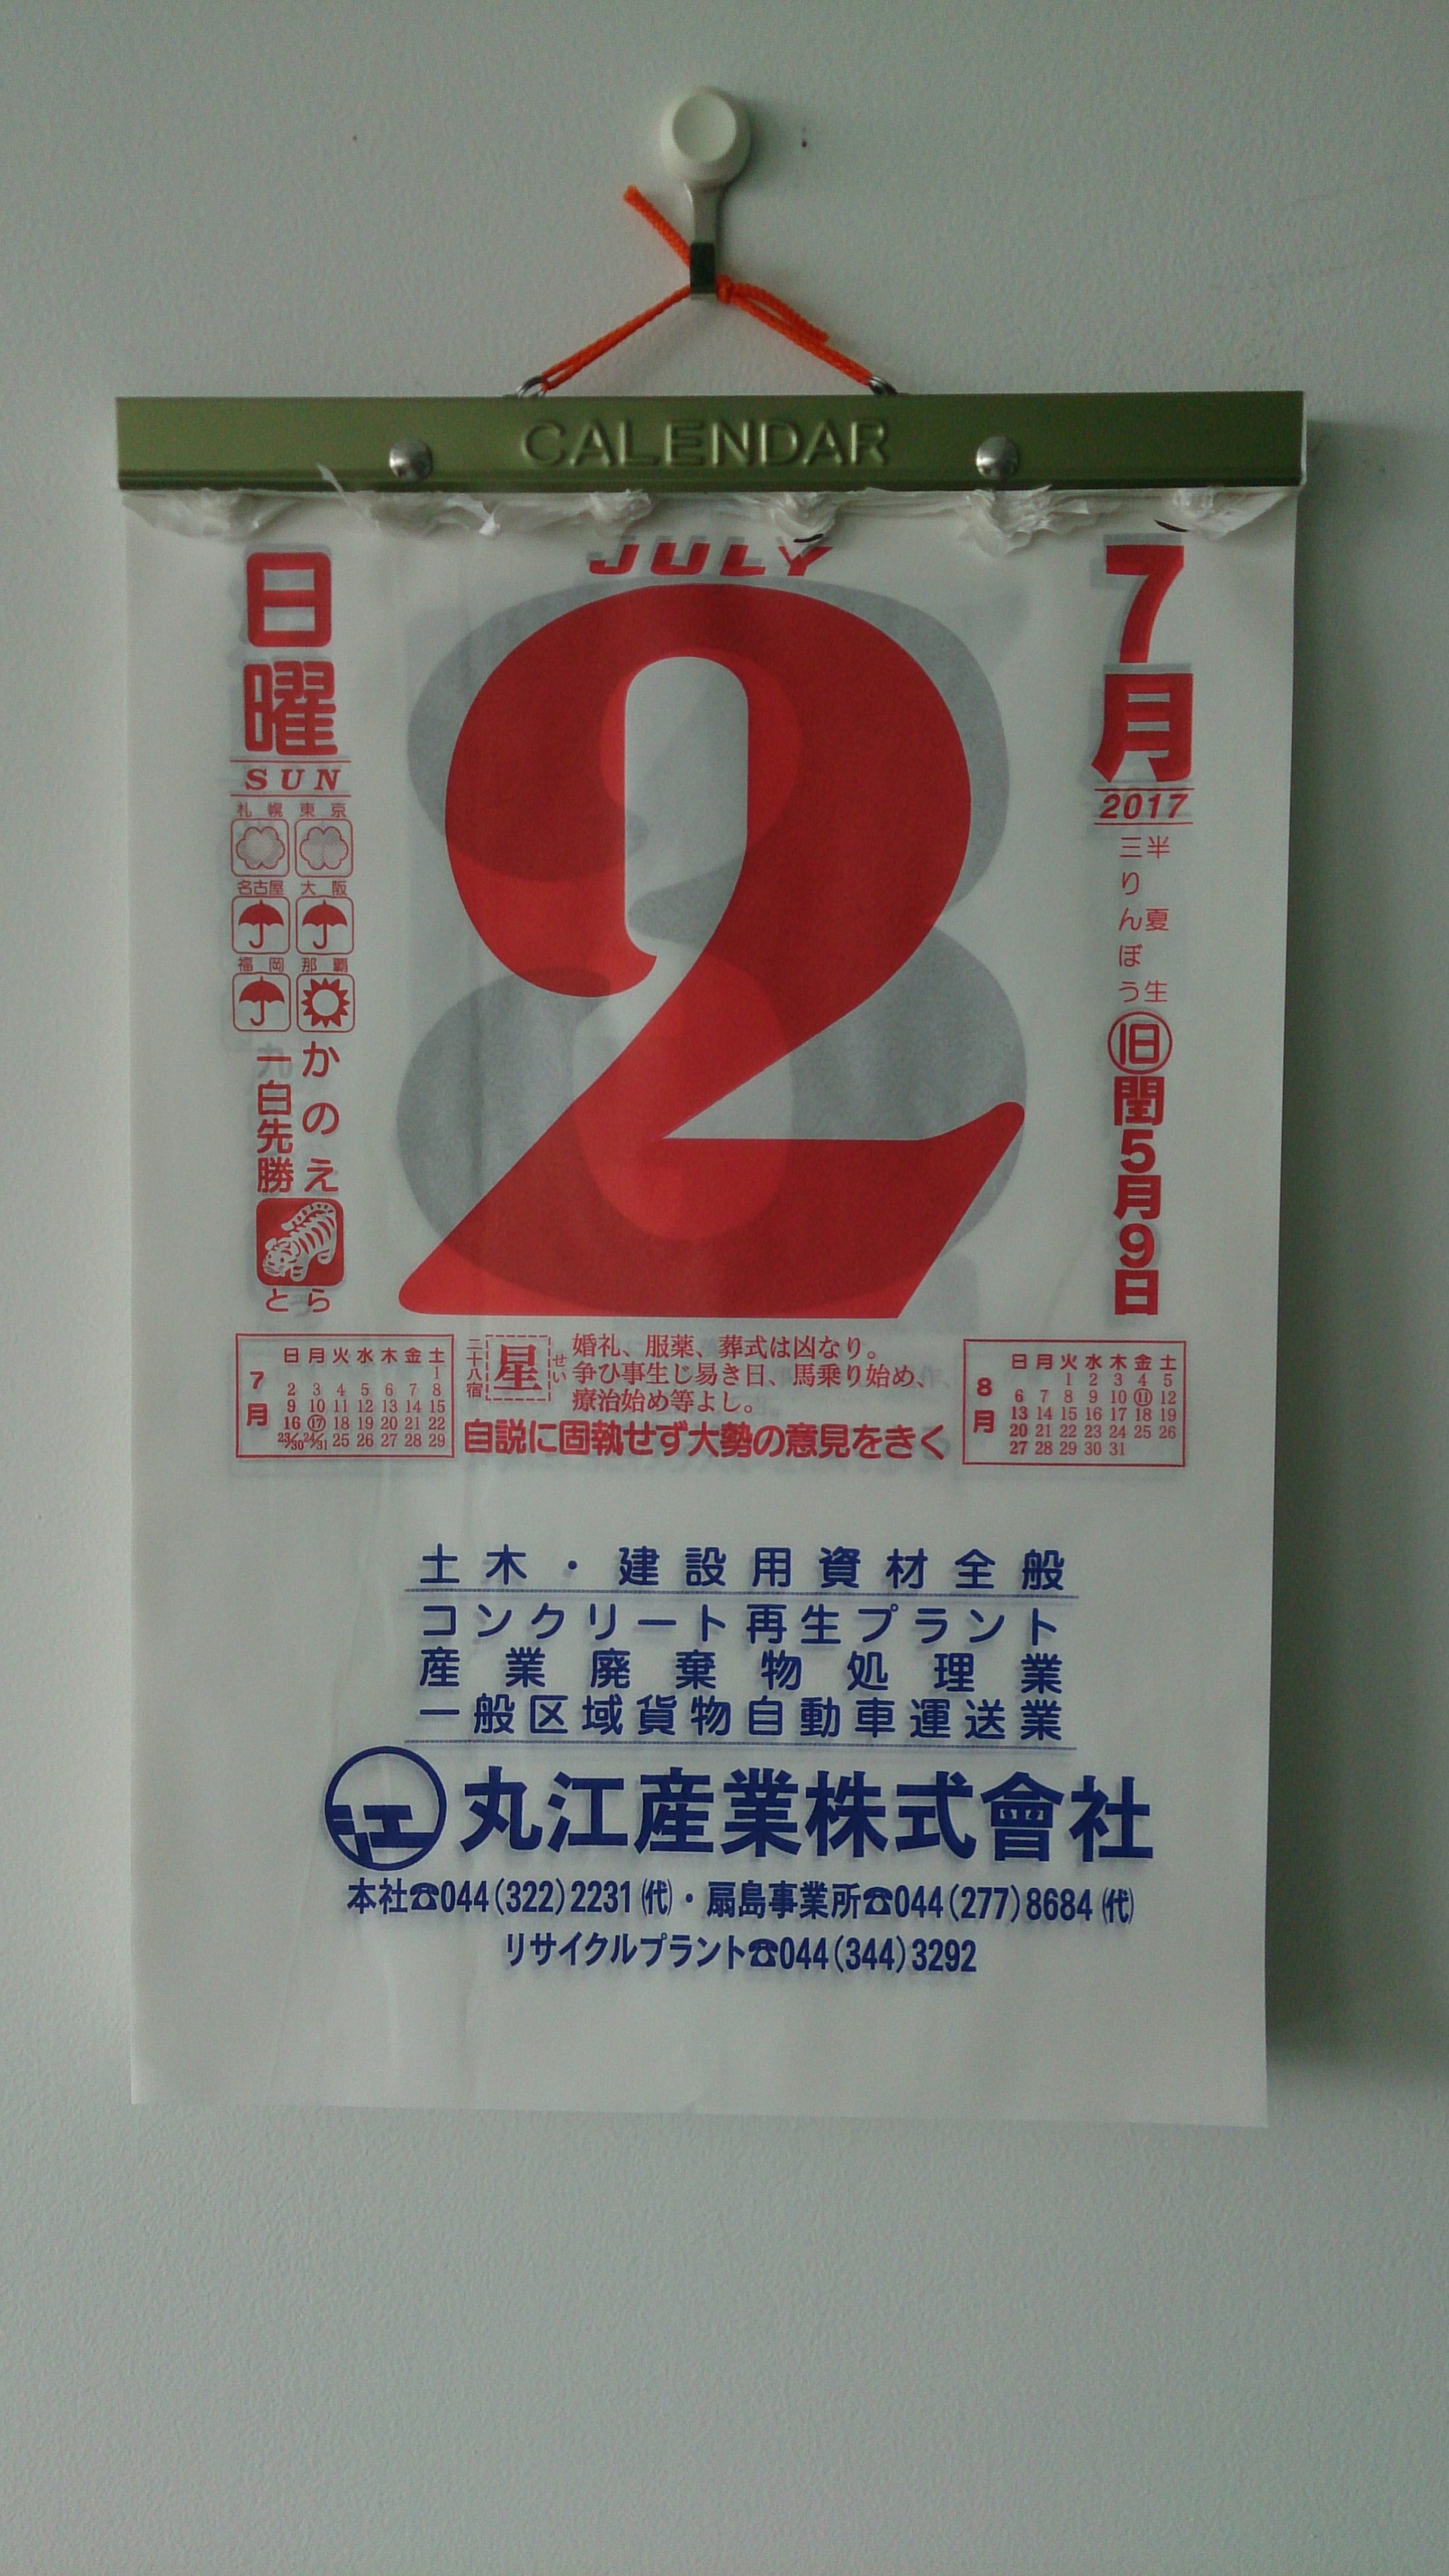 CALENDAR
JULY
2
7月
2017
半夏生
三りんぼう
旧閏5月9日
日曜
SUN
札幌 東京
名古屋 大阪
福岡 那覇
かのえ
一白先勝
とら
7月
日 月 火 水 木 金 土
1
2 3 4 5 6 7 8
9 10 11 12 13 14 15
16 17 18 19 20 21 22
23/30 24/31 25 26 27 28 29
二十八宿 星 せい
婚礼、服薬、葬式は凶なり。
争ひ事生じ易き日、馬乗り始め、
療治始め等よし。
自説に固執せず大勢の意見をきく
8月
日 月 火 水 木 金 土
1 2 3 4 5
6 7 8 9 10 11 12
13 14 15 16 17 18 19
20 21 22 23 24 25 26
27 28 29 30 31
土木・建設用資材全般
コンクリート再生プラント
産業廃棄物処理業
一般区域貨物自動車運送業
江 丸江産業株式會社
本社☎044(322)2231㈹・扇島事業所☎044(277)8684㈹
リサイクルプラント☎044(344)3292